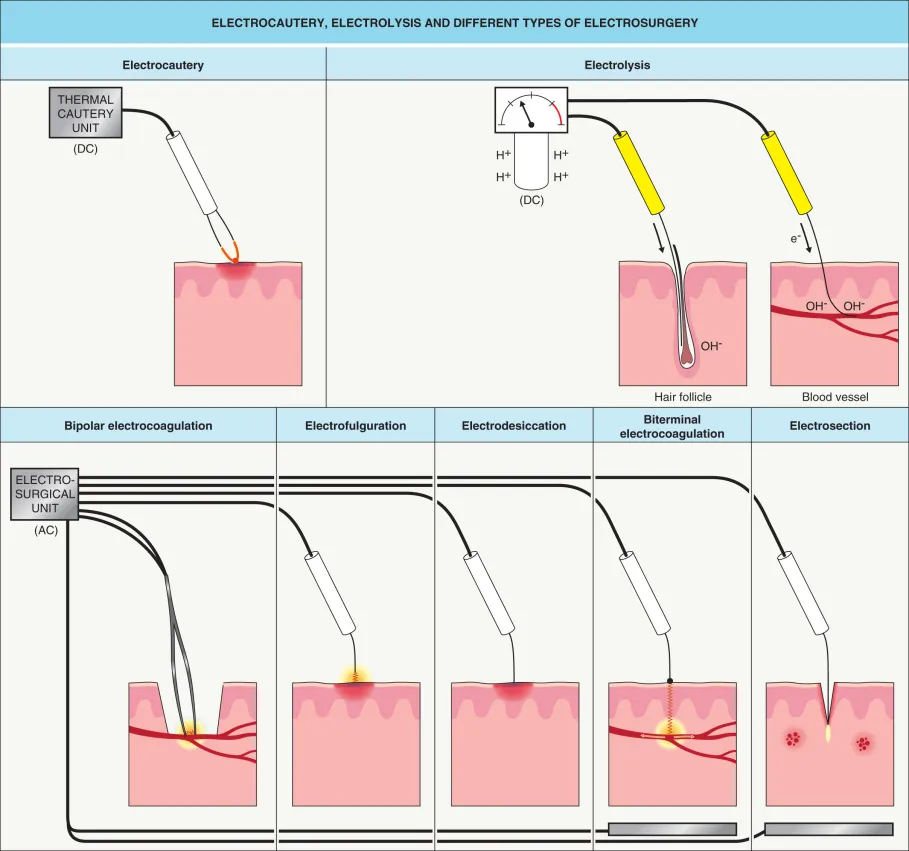 ELECTROCAUTERY, ELECTROLYSIS AND DIFFERENT TYPES OF ELECTROSURGERY
Electrocautery
Electrolysis
THERMAL
CAUTERY
UNIT
(DC)
H+
H+
H+
H+
(DC)
e-
OH-
OH-
OH-
Hair follicle
Blood vessel
Bipolar electrocoagulation
Electrofulguration
Electrodesiccation
Biterminal
electrocoagulation
Electrosection
ELECTRO-
SURGICAL
UNIT
(AC)